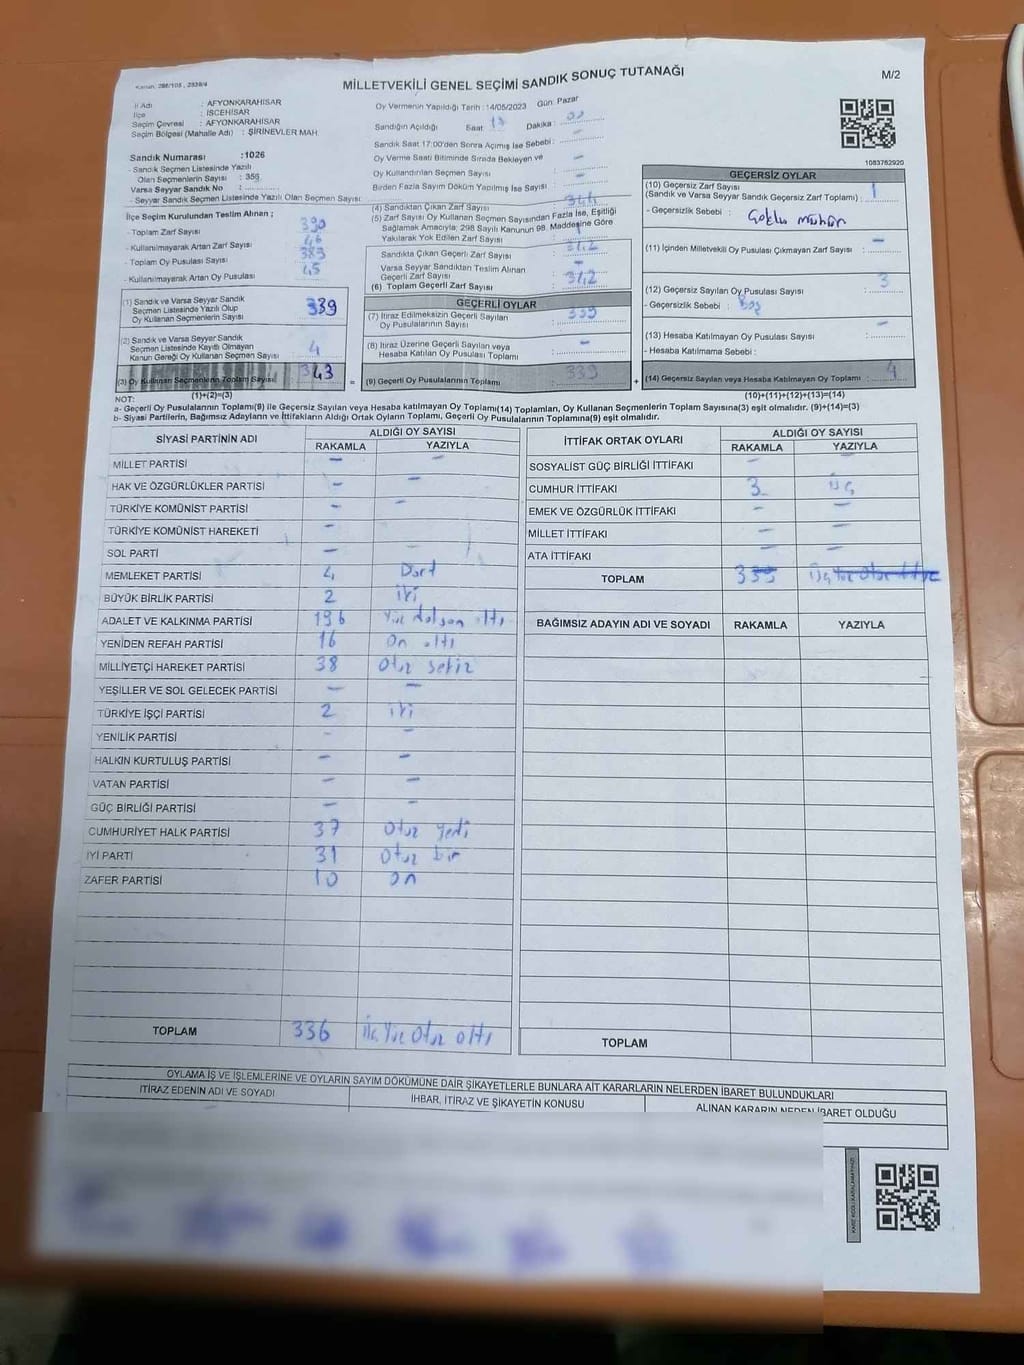 MİLLETVEKİLİ GENEL SEÇİMİ SANDIK SONUÇ TUTANAĞI
M/2
İl Adı : AFYONKARAHİSAR
İlçe : İSCEHİSAR
Seçim Çevresi : AFYONKARAHİSAR
Seçim Bölgesi (Mahalle Adı) : ŞİRİNEVLER MAH.
Sandık Numarası : 1026
- Sandık Seçmen Listesinde Yazılı
Olan Seçmenlerin Sayısı : 356
Varsa Seyyar Sandık No :
- Seyyar Sandık Seçmen Listesinde Yazılı Olan Seçmen Sayısı
İlçe Seçim Kurulundan Teslim Alınan ;
- Toplam Zarf Sayısı : 390
- Kullanılmayarak Artan Zarf Sayısı : 46
- Toplam Oy Pusulası Sayısı : 383
- Kullanılmayarak Artan Oy Pusulası : 45
(1) Sandık ve Varsa Seyyar Sandık
Seçmen Listesinde Yazılı Olup
Oy Kullanan Seçmenlerin Sayısı : 339
(2) Sandık ve Varsa Seyyar Sandık
Seçmen Listesinde Kayıtlı Olmayan
Kanun Gereği Oy Kullanan Seçmen Sayısı : 4
(3) Oy Kullanan Seçmenlerin Toplam Sayısı : 343
(1)+(2)=(3)
Oy Vermenin Yapıldığı Tarih : 14/05/2023 Gün: Pazar
Sandığın Açıldığı Saat : 17 Dakika : 00
Sandık Saat 17:00'den Sonra Açılmış İse Sebebi : -
Oy Verme Saati Bitiminde Sırada Bekleyen ve
Oy Kullandırılan Seçmen Sayısı : -
Birden Fazla Sayım Döküm Yapılmış İse Sayısı : -
(4) Sandıktan Çıkan Zarf Sayısı : 344
(5) Zarf Sayısı Oy Kullanan Seçmen Sayısından Fazla İse, Eşitliği
Sağlamak Amacıyla; 298 Sayılı Kanunun 98. Maddesine Göre
Yakılarak Yok Edilen Zarf Sayısı : 1
Sandıkta Çıkan Geçerli Zarf Sayısı : 342
Varsa Seyyar Sandıktan Teslim Alınan
Geçerli Zarf Sayısı : -
(6) Toplam Geçerli Zarf Sayısı : 342
GEÇERLİ OYLAR
(7) İtiraz Edilmeksizin Geçerli Sayılan
Oy Pusulalarının Sayısı : 339
(8) İtiraz Üzerine Geçerli Sayılan veya
Hesaba Katılan Oy Pusulası Toplamı : -
= (9) Geçerli Oy Pusulalarının Toplamı : 339
1083762920
GEÇERSİZ OYLAR
(10) Geçersiz Zarf Sayısı
(Sandık ve Varsa Seyyar Sandık Geçersiz Zarf Toplamı) : 1
- Geçersizlik Sebebi : Çoklu mühür
(11) İçinden Milletvekili Oy Pusulası Çıkmayan Zarf Sayısı : -
(12) Geçersiz Sayılan Oy Pusulası Sayısı : 3
- Geçersizlik Sebebi : Boş
(13) Hesaba Katılmayan Oy Pusulası Sayısı : -
- Hesaba Katılmama Sebebi :
+ (14) Geçersiz Sayılan veya Hesaba Katılmayan Oy Toplamı : 4
(10)+(11)+(12)+(13)=(14)
NOT:
a- Geçerli Oy Pusulalarının Toplamı(9) ile Geçersiz Sayılan veya Hesaba Katılmayan Oy Toplamı(14) Toplamları, Oy Kullanan Seçmenlerin Toplam Sayısına(3) eşit olmalıdır. (9)+(14)=(3)
b- Siyasi Partilerin, Bağımsız Adayların ve İttifakların Aldığı Ortak Oyların Toplamı, Geçerli Oy Pusulalarının Toplamına(9) eşit olmalıdır.
SİYASİ PARTİNİN ADI ALDIĞI OY SAYISI
RAKAMLA YAZIYLA
MİLLET PARTİSİ - -
HAK VE ÖZGÜRLÜKLER PARTİSİ - -
TÜRKİYE KOMÜNİST PARTİSİ - -
TÜRKİYE KOMÜNİST HAREKETİ -
SOL PARTİ - -
MEMLEKET PARTİSİ 4 Dört
BÜYÜK BİRLİK PARTİSİ 2 iki
ADALET VE KALKINMA PARTİSİ 196 Yüz doksan altı
YENİDEN REFAH PARTİSİ 16 On altı
MİLLİYETÇİ HAREKET PARTİSİ 38 Otuz sekiz
YEŞİLLER VE SOL GELECEK PARTİSİ - -
TÜRKİYE İŞÇİ PARTİSİ 2 iki
YENİLİK PARTİSİ - -
HALKIN KURTULUŞ PARTİSİ - -
VATAN PARTİSİ - -
GÜÇ BİRLİĞİ PARTİSİ - -
CUMHURİYET HALK PARTİSİ 37 Otuz yedi
İYİ PARTİ 31 Otuz bir
ZAFER PARTİSİ 10 on
TOPLAM 336 Üç Yüz Otuz altı
İTTİFAK ORTAK OYLARI ALDIĞI OY SAYISI
RAKAMLA YAZIYLA
SOSYALİST GÜÇ BİRLİĞİ İTTİFAKI - -
CUMHUR İTTİFAKI 3 üç
EMEK VE ÖZGÜRLÜK İTTİFAKI - -
MİLLET İTTİFAKI - -
ATA İTTİFAKI - -
TOPLAM 3
BAĞIMSIZ ADAYIN ADI VE SOYADI RAKAMLA YAZIYLA
TOPLAM
OYLAMA İŞ VE İŞLEMLERİNE VE OYLARIN SAYIM DÖKÜMÜNE DAİR ŞİKAYETLERLE BUNLARA AİT KARARLARIN NELERDEN İBARET BULUNDUKLARI
İTİRAZ EDENİN ADI VE SOYADI İHBAR, İTİRAZ VE ŞİKAYETİN KONUSU ALINAN KARARIN NEDEN İBARET OLDUĞU